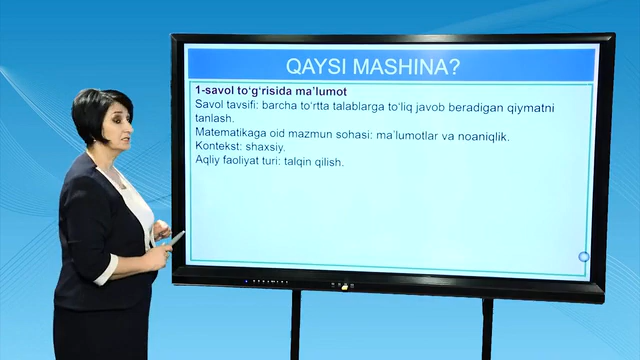 QAYSI MASHINA?
1-savol to‘g‘risida ma’lumot
Savol tavsifi: barcha to‘rtta talablarga to‘liq javob beradigan qiymatni
tanlash.
Matematikaga oid mazmun sohasi: ma’lumotlar va noaniqlik.
Kontekst: shaxsiy.
Aqliy faoliyat turi: talqin qilish.